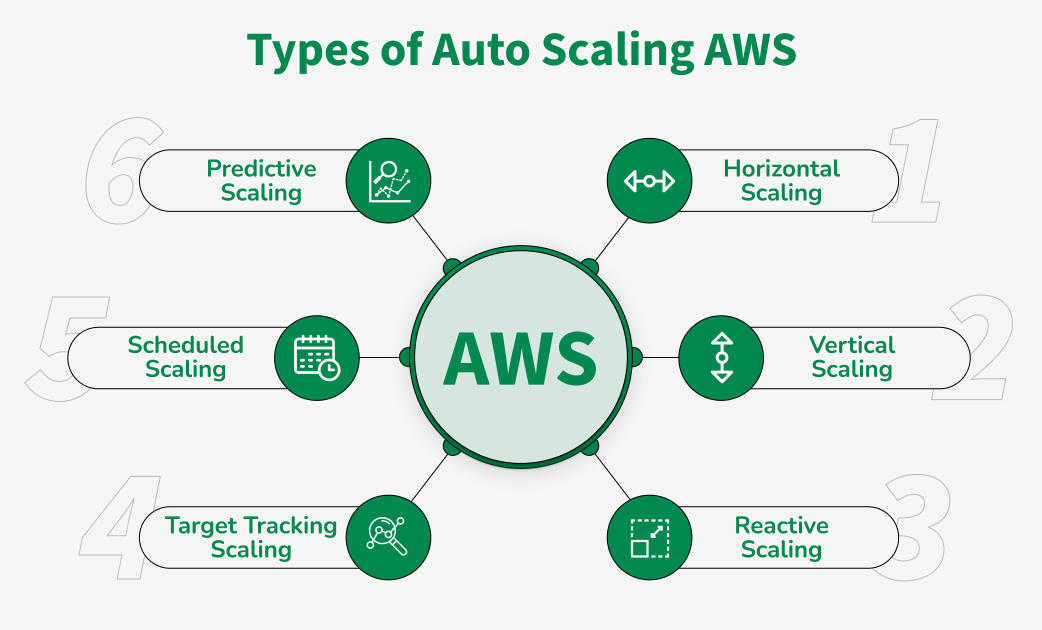 Types of Auto Scaling AWS
1
Horizontal
Scaling
2
Vertical
Scaling
3
Reactive
Scaling
4
Target Tracking
Scaling
5
Scheduled
Scaling
6
Predictive
Scaling
AWS